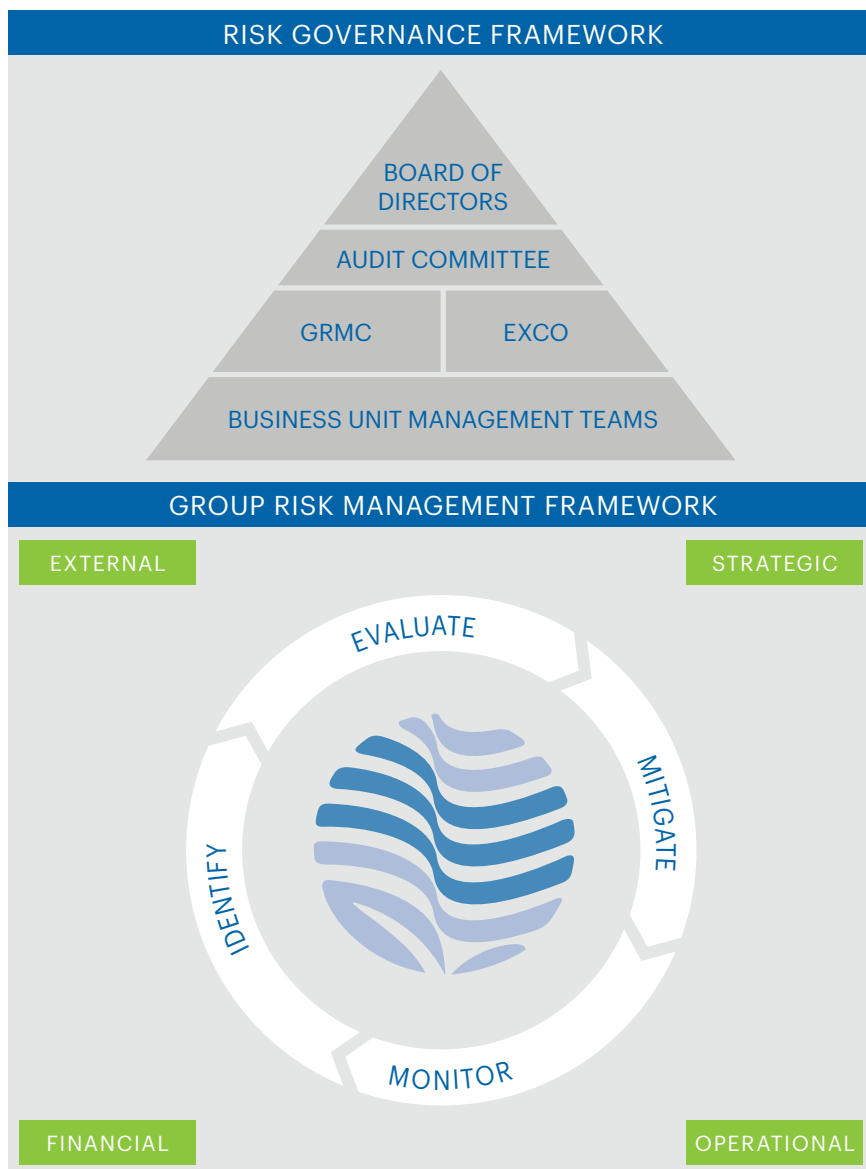 RISK GOVERNANCE FRAMEWORK
BOARD OF
DIRECTORS
AUDIT COMMITTEE
GRMC
EXCO
BUSINESS UNIT MANAGEMENT TEAMS
GROUP RISK MANAGEMENT FRAMEWORK
EXTERNAL
STRATEGIC
EVALUATE
MITIGATE
IDENTIFY
MONITOR
FINANCIAL
OPERATIONAL